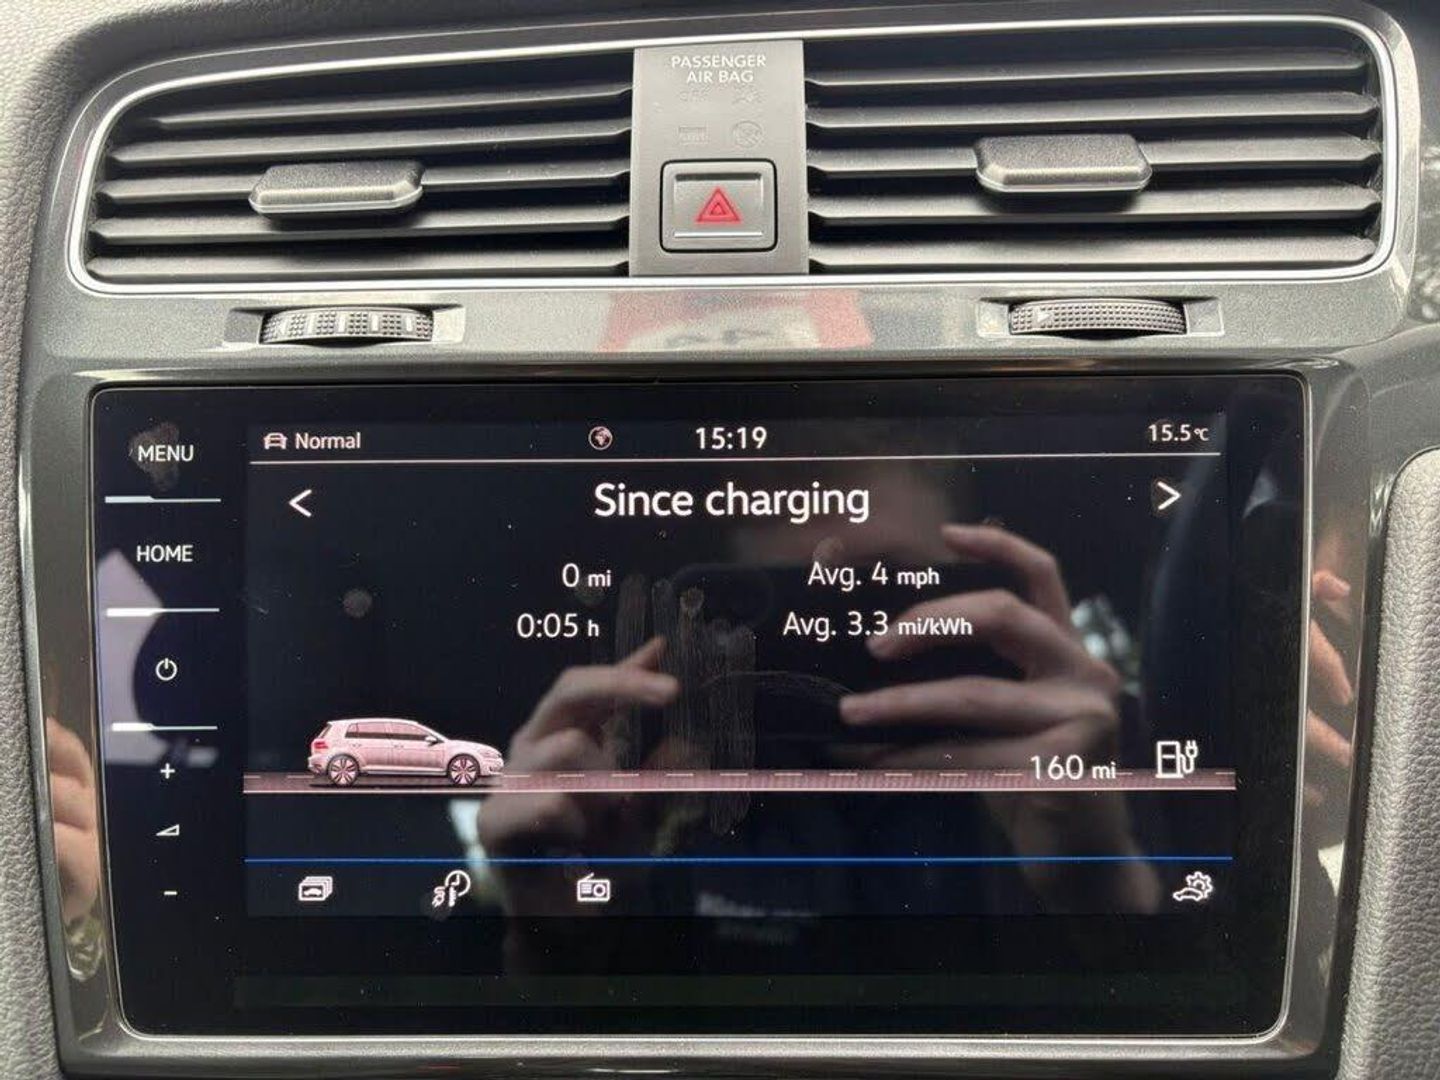 PASSENGER
AIR BAG
MENU
HOME
Normal
15:19
15.5°C
Since charging
0 mi
Avg. 4 mph
0:05 h
Avg. 3.3 mi/kWh
160 mi